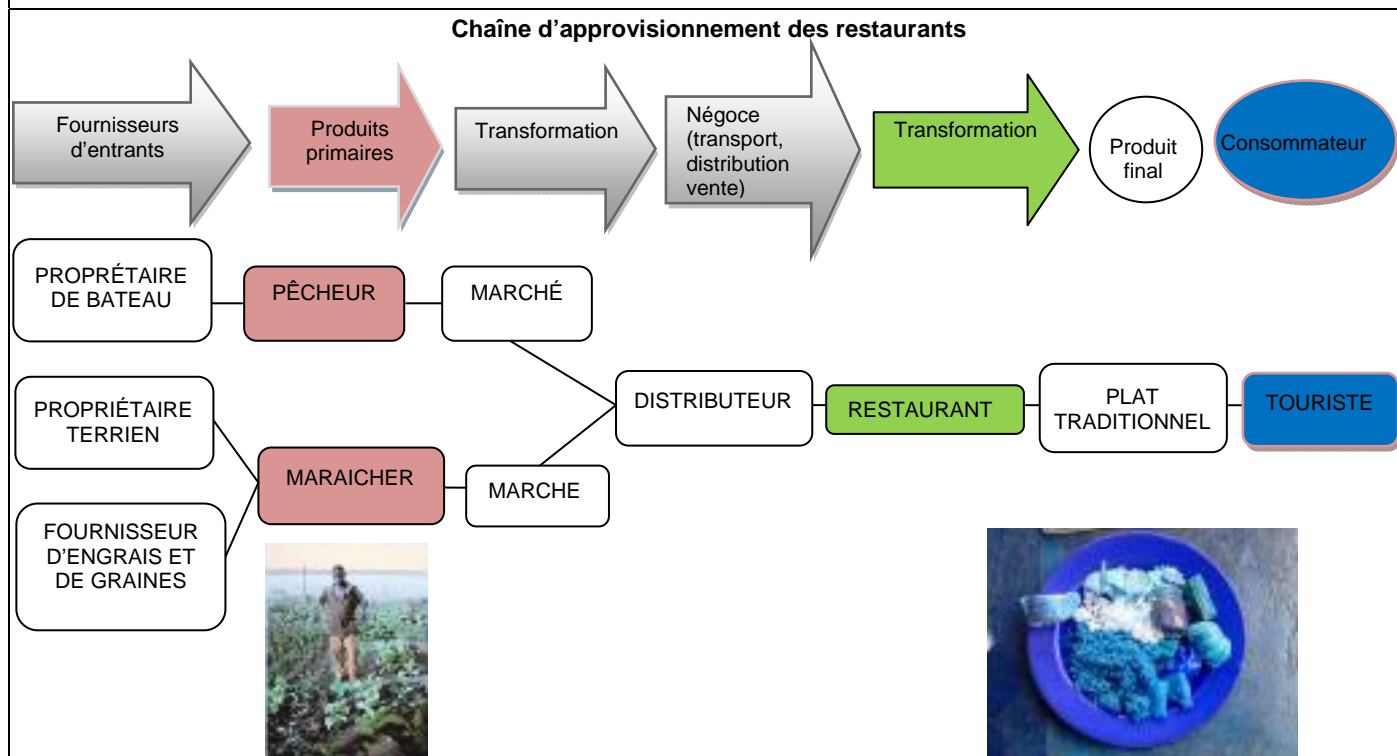 Chaîne d'approvisionnement des restaurants
Fournisseurs
d'entrants
Produits
primaires
Transformation
Négoce
(transport,
distribution
vente)
Transformation
Produit
final
Consommateur
PROPRÉTAIRE
DE BATEAU
PÊCHEUR
MARCHÉ
PROPRIÉTAIRE
TERRIEN
DISTRIBUTEUR
RESTAURANT
PLAT
TRADITIONNEL
TOURISTE
MARAICHER
MARCHE
FOURNISSEUR
D'ENGRAIS ET
DE GRAINES